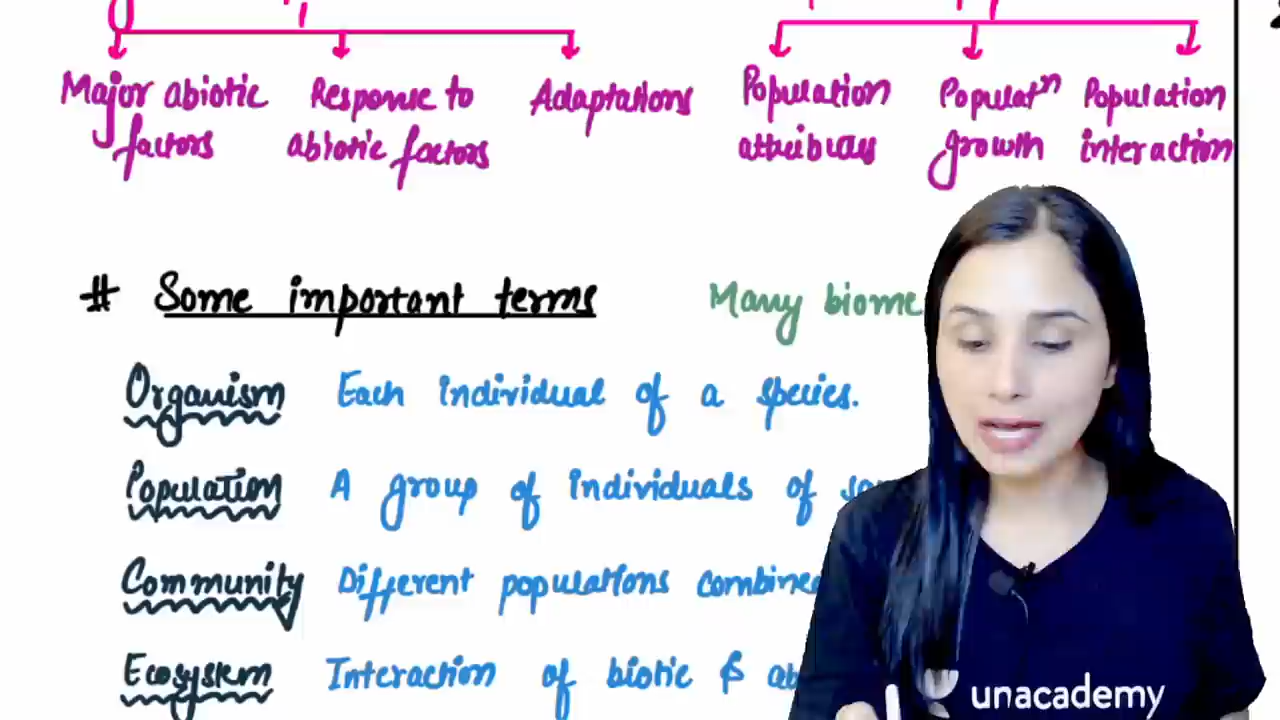 Major abiotic factors
Response to abiotic factors
Adaptations
Population attributes
Populatⁿ growth
Population interaction
# Some important terms
Many biome
Organism Each individual of a species.
Population A group of individuals of
Community Different populations combine
Ecosystem Interaction of biotic & ab
unacademy